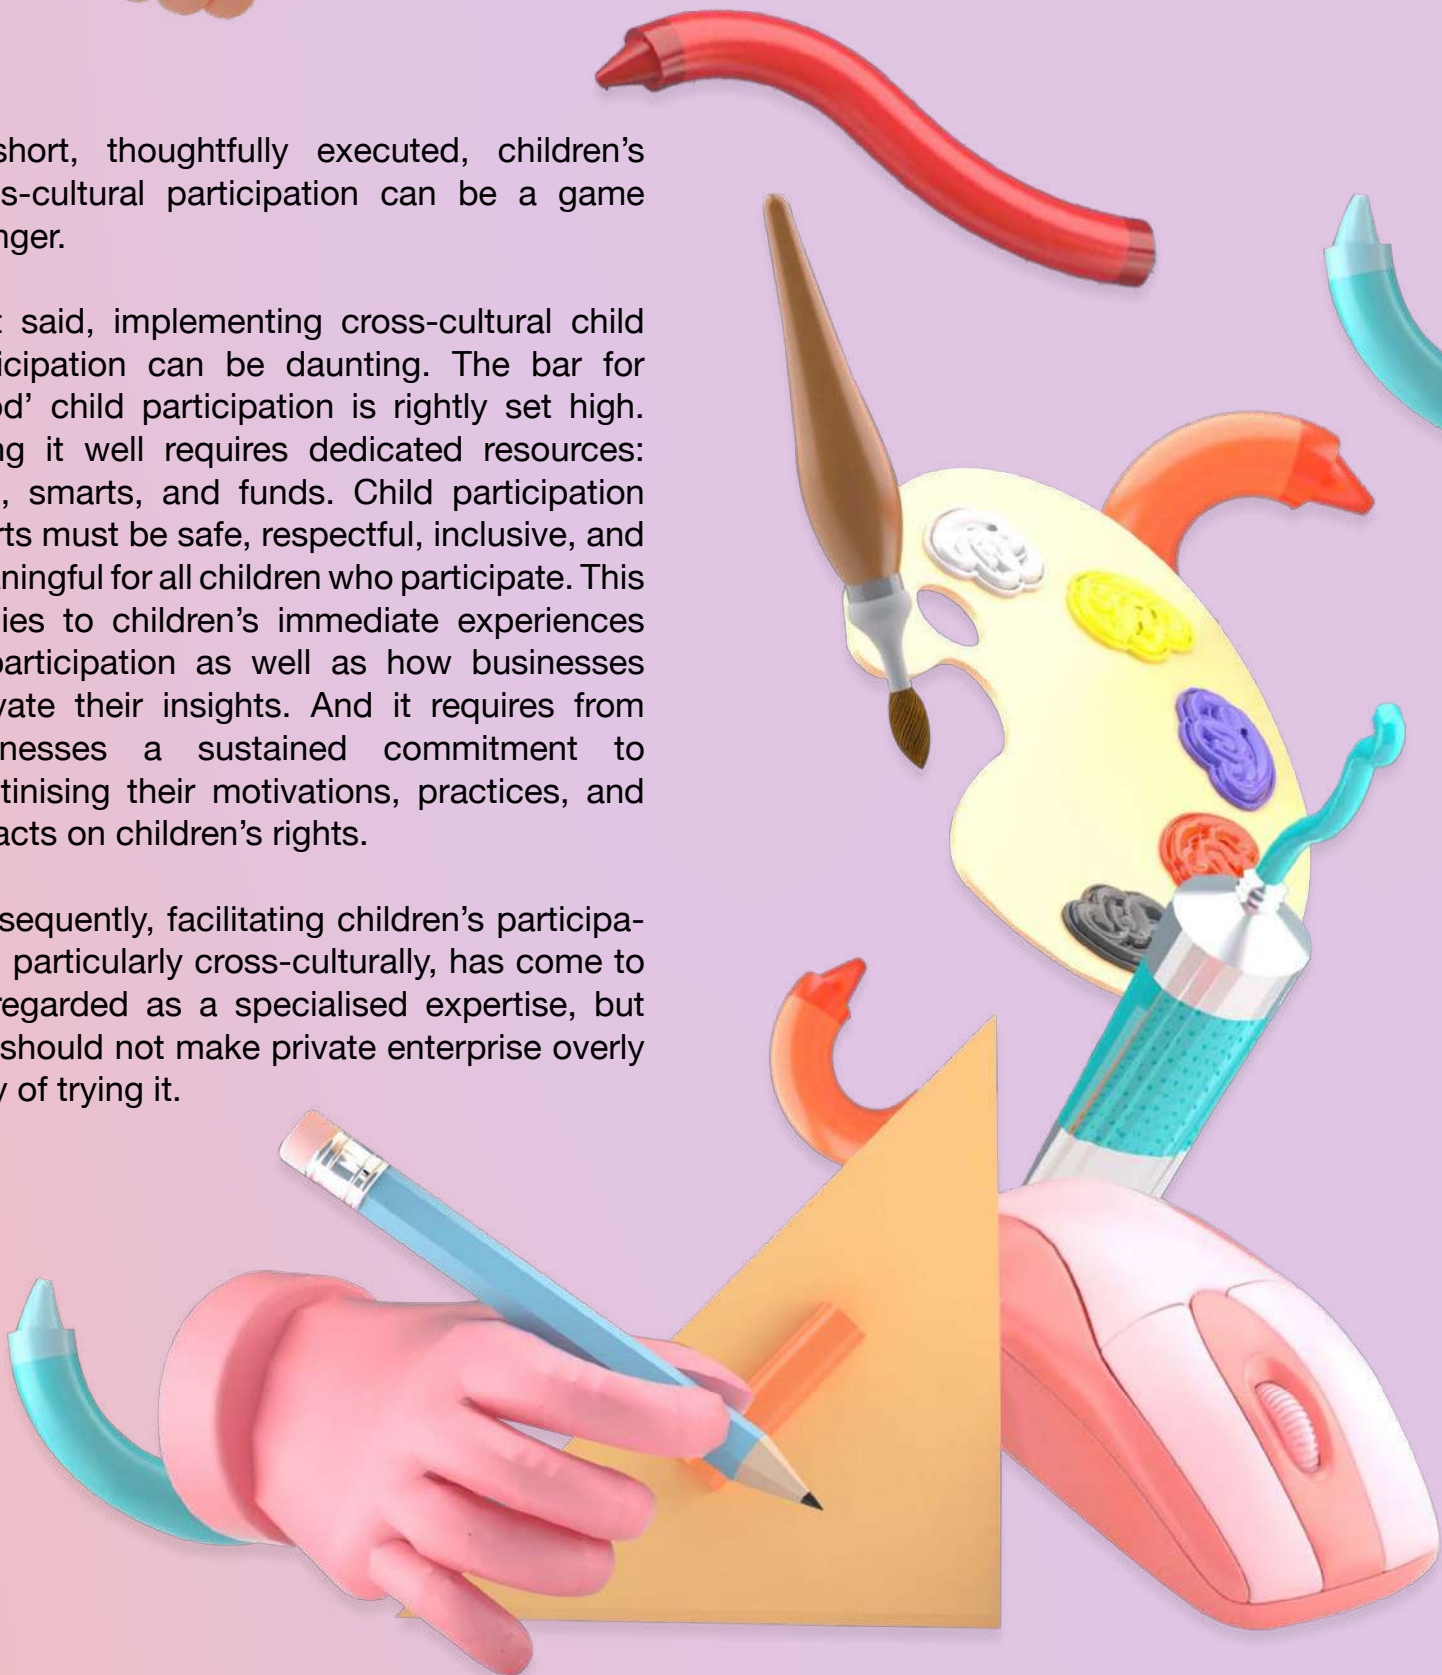 short, thoughtfully executed, children’s
s-cultural participation can be a game
nger.
t said, implementing cross-cultural child
icipation can be daunting. The bar for
od’ child participation is rightly set high.
ng it well requires dedicated resources:
, smarts, and funds. Child participation
rts must be safe, respectful, inclusive, and
aningful for all children who participate. This
lies to children’s immediate experiences
participation as well as how businesses
vate their insights. And it requires from
nesses a sustained commitment to
tinising their motivations, practices, and
acts on children’s rights.
sequently, facilitating children’s participa-
particularly cross-culturally, has come to
regarded as a specialised expertise, but
should not make private enterprise overly
y of trying it.